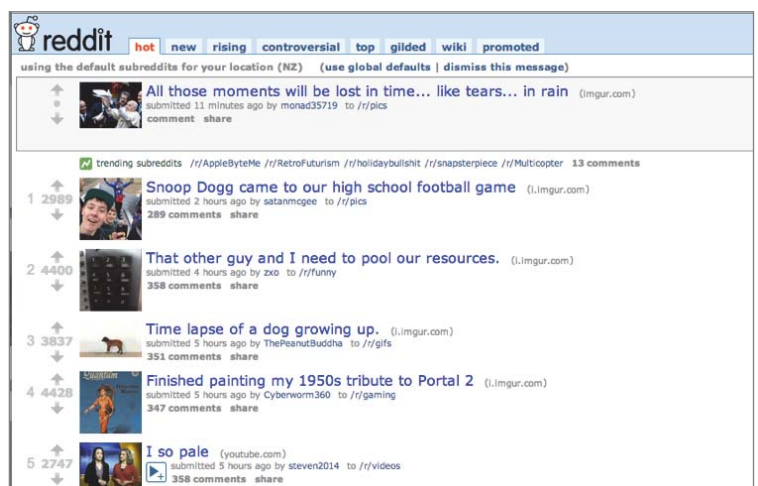 reddit hot new rising controversial top gilded wiki promoted
using the default subreddits for your location (NZ) (use global defaults | dismiss this message)
All those moments will be lost in time... like tears... in rain (imgur.com)
submitted 11 minutes ago by monad35719 to /r/pics
comment share
trending subreddits /r/AppleByteMe /r/RetroFuturism /r/holidaybullshit /r/snapsterpiece /r/Multicopter 13 comments
Snoop Dogg came to our high school football game (i.imgur.com)
1 2989 submitted 2 hours ago by satanmcgee to /r/pics
289 comments share
That other guy and I need to pool our resources. (i.imgur.com)
2 4400 submitted 4 hours ago by zxo to /r/funny
358 comments share
Time lapse of a dog growing up. (i.imgur.com)
3 3837 submitted 5 hours ago by ThePeanutBuddha to /r/gifs
351 comments share
Quantum
Finished painting my 1950s tribute to Portal 2 (i.imgur.com)
4 4428 submitted 5 hours ago by Cyberworm360 to /r/gaming
347 comments share
I so pale (youtube.com)
5 2747 submitted 5 hours ago by steven2014 to /r/videos
358 comments share